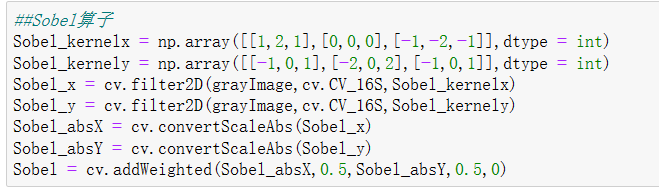 ##Sobel算子
Sobel_kernelx = np.array([[1,2,1],[0,0,0],[-1,-2,-1]],dtype = int)
Sobel_kernely = np.array([[-1,0,1],[-2,0,2],[-1,0,1]],dtype = int)
Sobel_x = cv.filter2D(grayImage,cv.CV_16S,Sobel_kernelx)
Sobel_y = cv.filter2D(grayImage,cv.CV_16S,Sobel_kernely)
Sobel_absX = cv.convertScaleAbs(Sobel_x)
Sobel_absY = cv.convertScaleAbs(Sobel_y)
Sobel = cv.addWeighted(Sobel_absX,0.5,Sobel_absY,0.5,0)